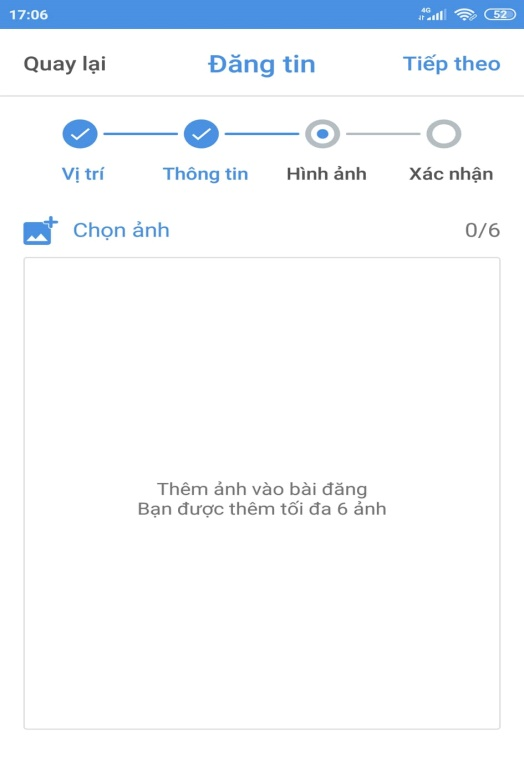 17:06
4G
52
Quay lại
Đăng tin
Tiếp theo
Vị trí
Thông tin
Hình ảnh
Xác nhận
Chọn ảnh
0/6
Thêm ảnh vào bài đăng
Bạn được thêm tối đa 6 ảnh